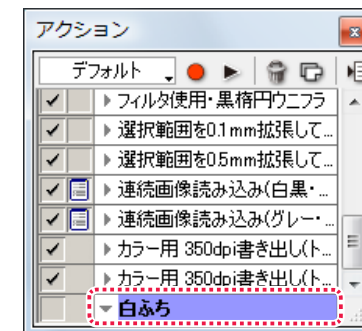 アクション
デフォルト
フィルタ使用・黒楕円ウニフラ
選択範囲を0.1mm拡張して...
選択範囲を0.5mm拡張して...
連続画像読み込み(白黒・...
連続画像読み込み(グレー・...
カラー用 350dpi書き出し(ト...
カラー用 350dpi書き出し(ト...
白ふち